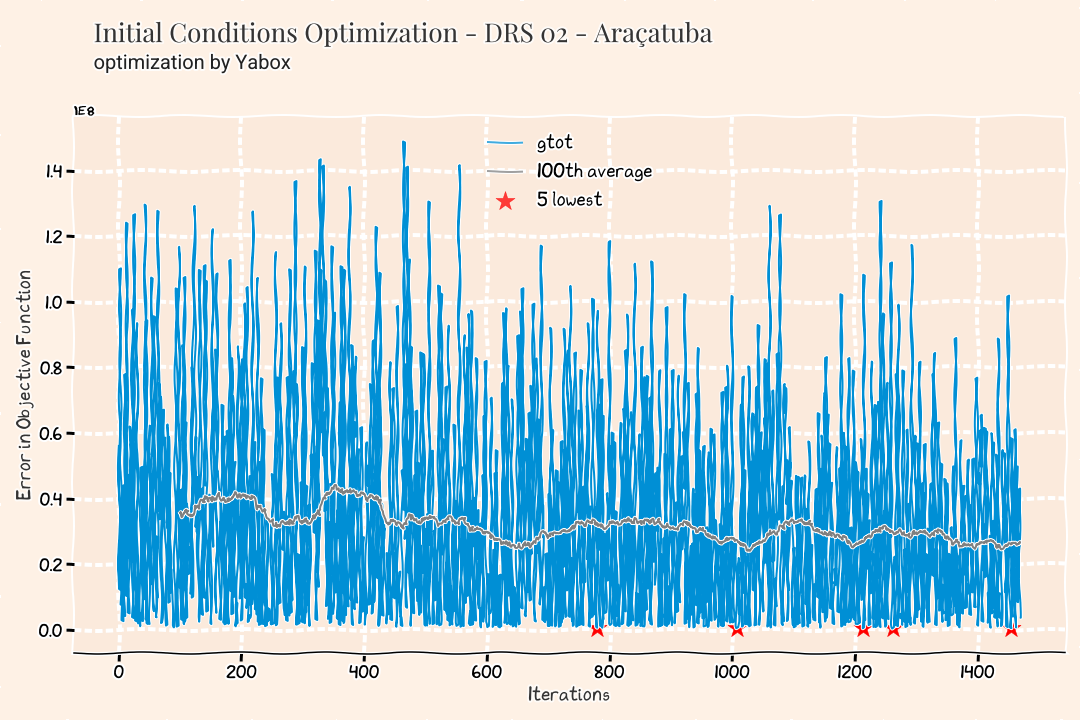 Initial Conditions Optimization - DRS 02 - Araçatuba
optimization by Yabox
1E8
gtot
100th average
5 lowest
1.4
1.2
1.0
0.8
0.6
0.4
0.2
0.0
Error in Objective Function
0 200 400 600 800 1000 1200 1400
Iterations